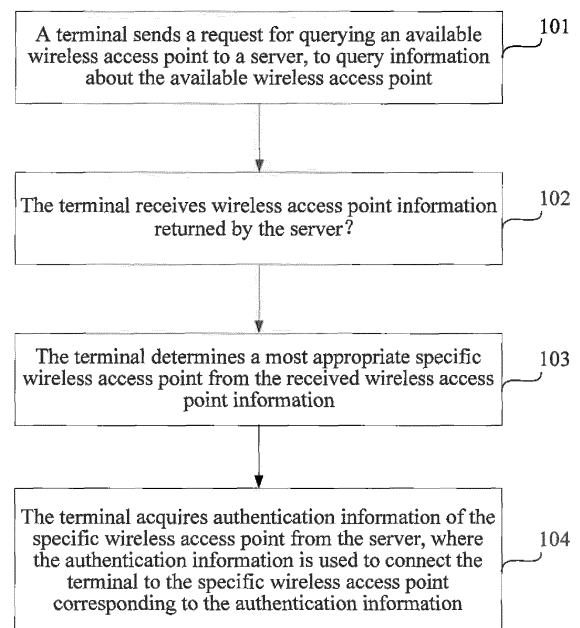 A terminal sends a request for querying an available
wireless access point to a server, to query information
about the available wireless access point
101
The terminal receives wireless access point information
returned by the server?
102
The terminal determines a most appropriate specific
wireless access point from the received wireless access
point information
103
The terminal acquires authentication information of the
specific wireless access point from the server, where
the authentication information is used to connect the
terminal to the specific wireless access point
corresponding to the authentication information
104